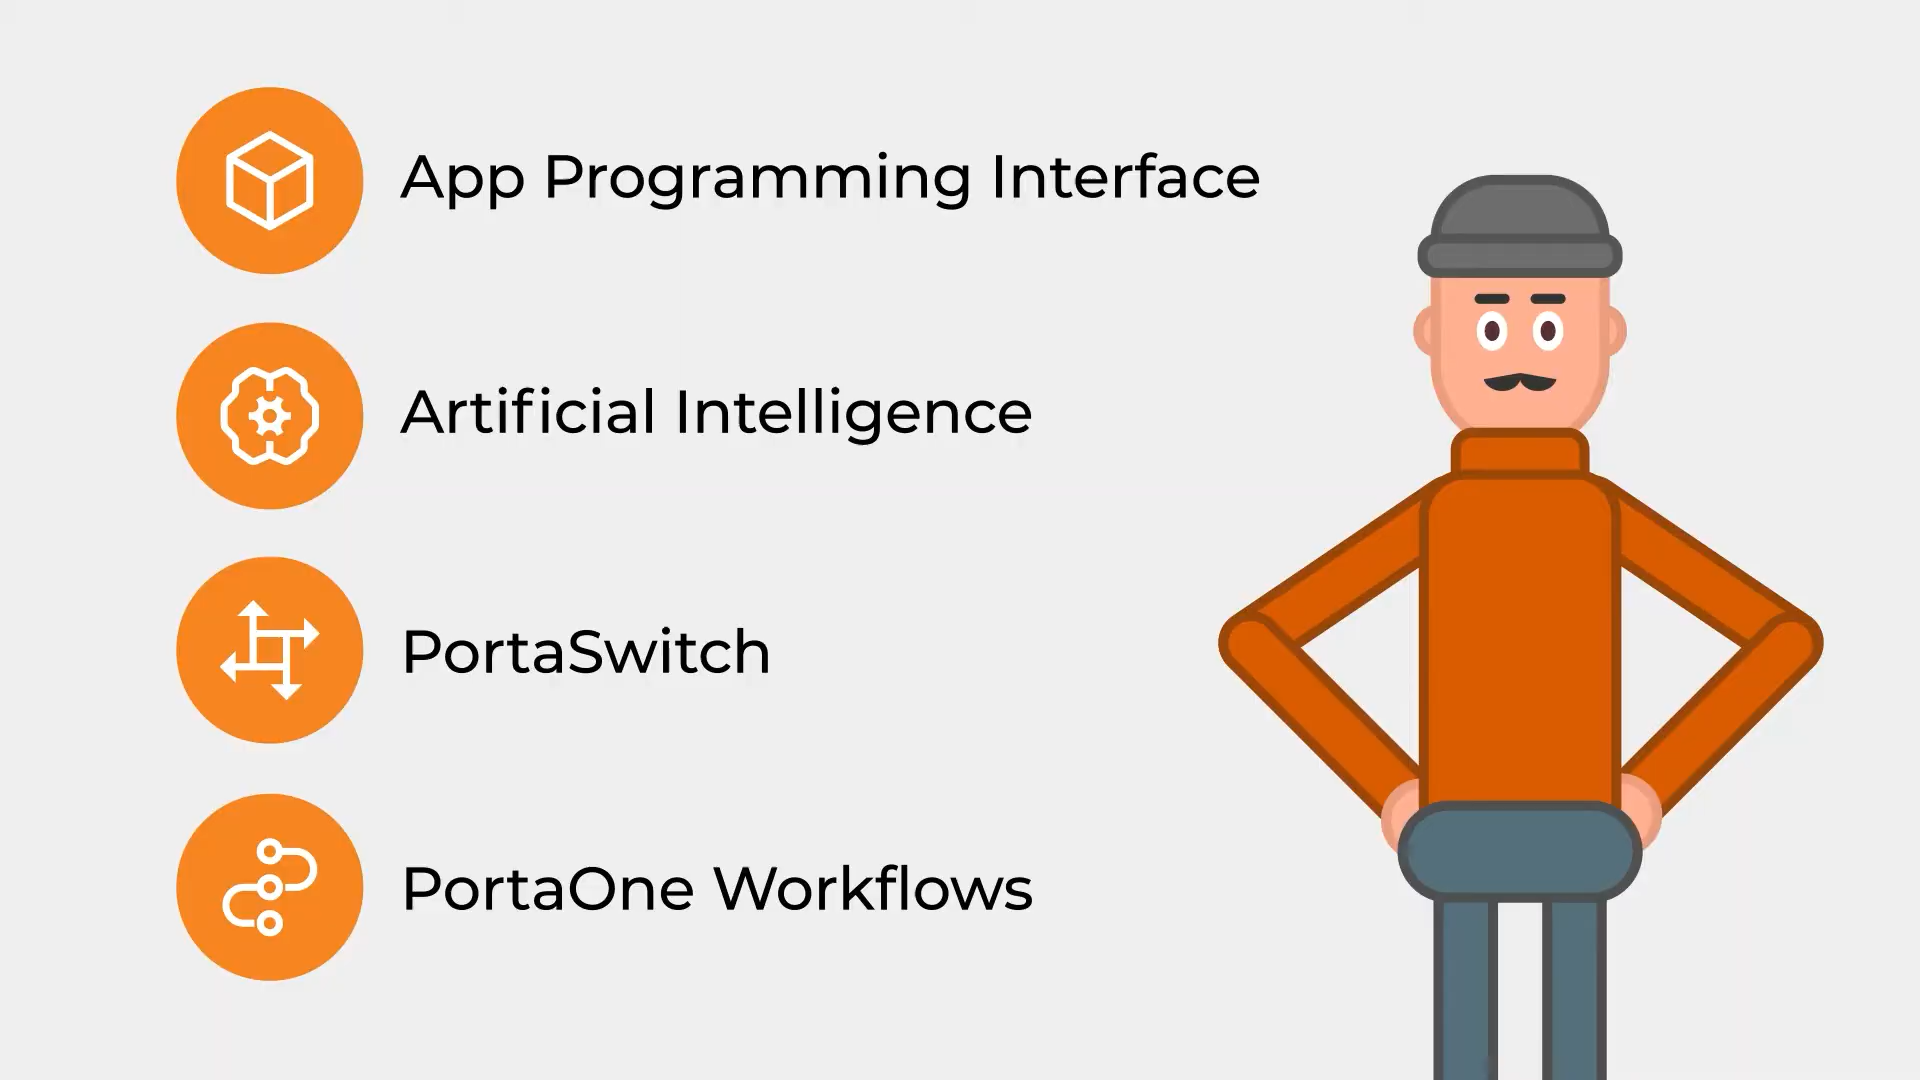 App Programming Interface
Artificial Intelligence
PortaSwitch
PortaOne Workflows